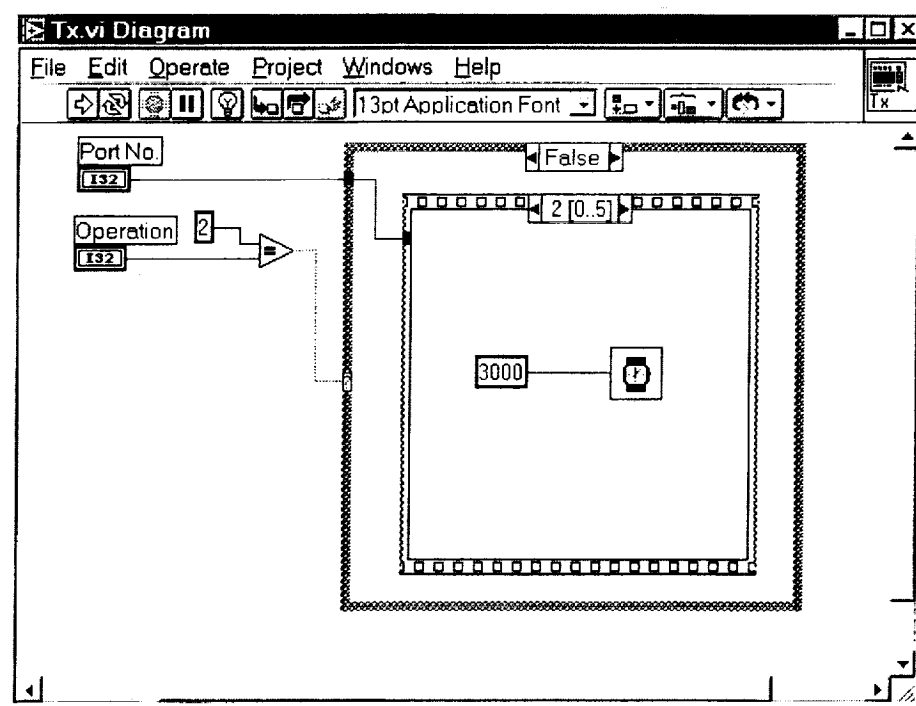 Tx.vi Diagram
File Edit Operate Project Windows Help
13pt Application Font
Tx
Port No.
I32
False
2 [0..5]
Operation
2
I32
=
3000